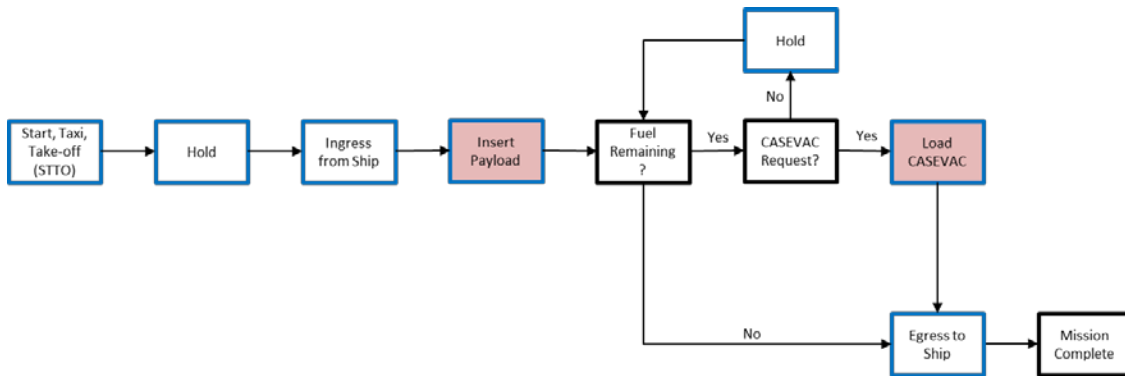 Hold
No
Start, Taxi,
Take-off
(STTO)
Hold
Ingress
from Ship
Insert
Payload
Fuel
Remaining
?
Yes
CASEVAC
Request?
Yes
Load
CASEVAC
No
Egress to
Ship
Mission
Complete